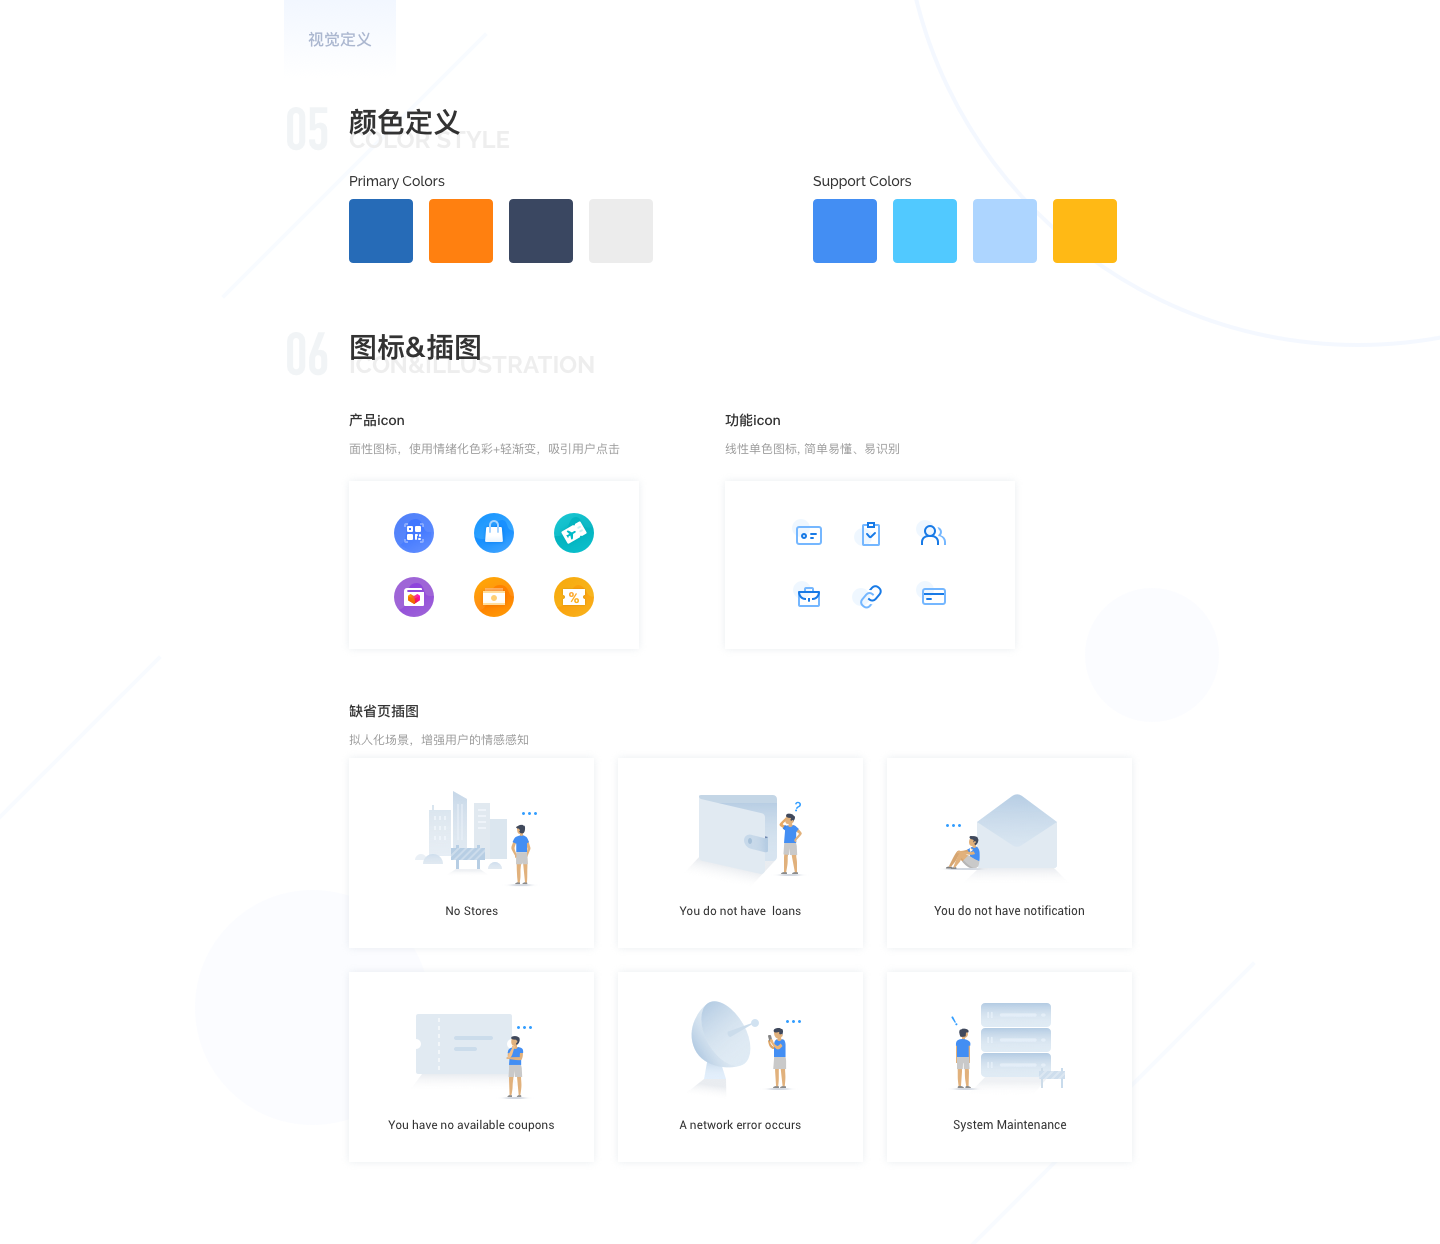 视觉定义
05
颜色定义
COLOR STYLE
Primary Colors
Support Colors
06
图标&插图
ICON&ILLUSTRATION
产品icon
功能icon
面性图标，使用情绪化色彩+轻渐变，吸引用户点击
线性单色图标, 简单易懂、易识别
%
缺省页插图
拟人化场景，增强用户的情感感知
?
No Stores
You do not have  loans
You do not have notification
You have no available coupons
A network error occurs
System Maintenance